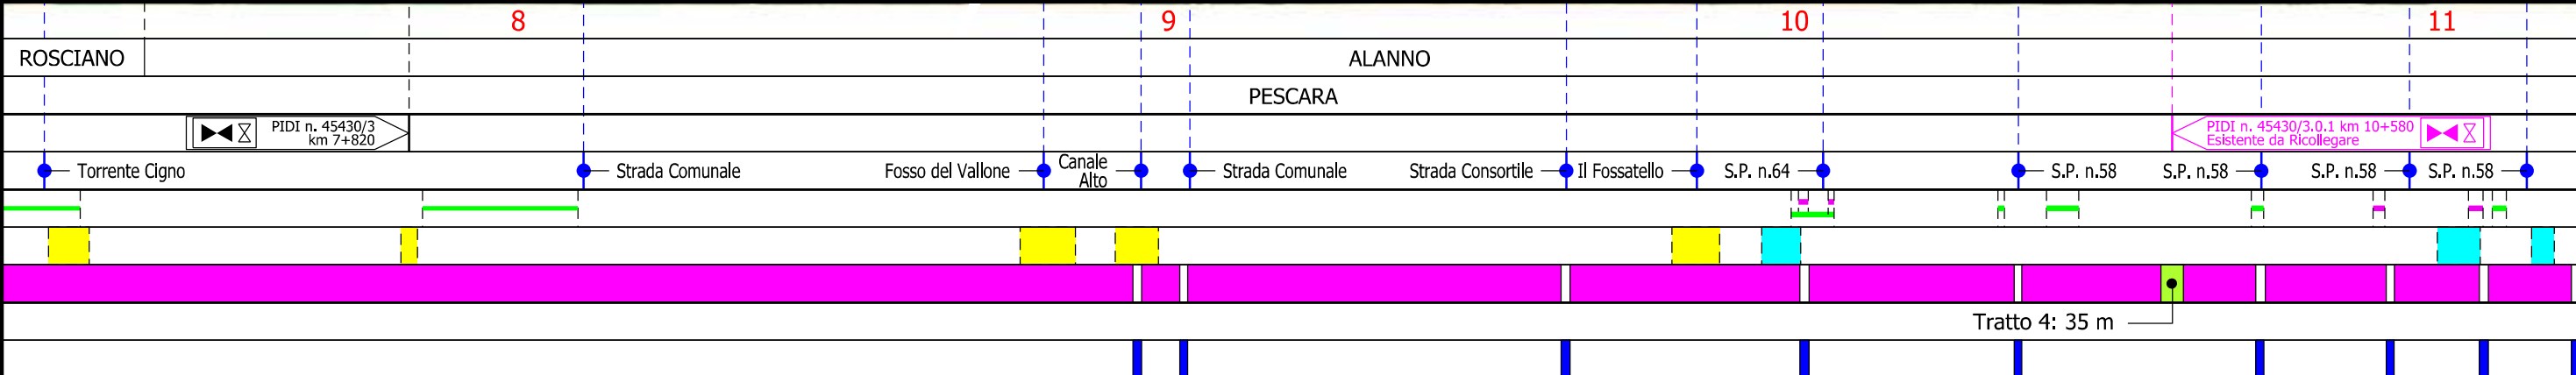 8 9 10 11
ROSCIANO ALANNO
PESCARA
PIDI n. 45430/3
km 7+820
PIDI n. 45430/3.0.1 km 10+580
Esistente da Ricollegare
Torrente Cigno
Strada Comunale
Fosso del Vallone
Canale
Alto
Strada Comunale
Strada Consortile
Il Fossatello
S.P. n.64
S.P. n.58
S.P. n.58
S.P. n.58
S.P. n.58
Tratto 4: 35 m